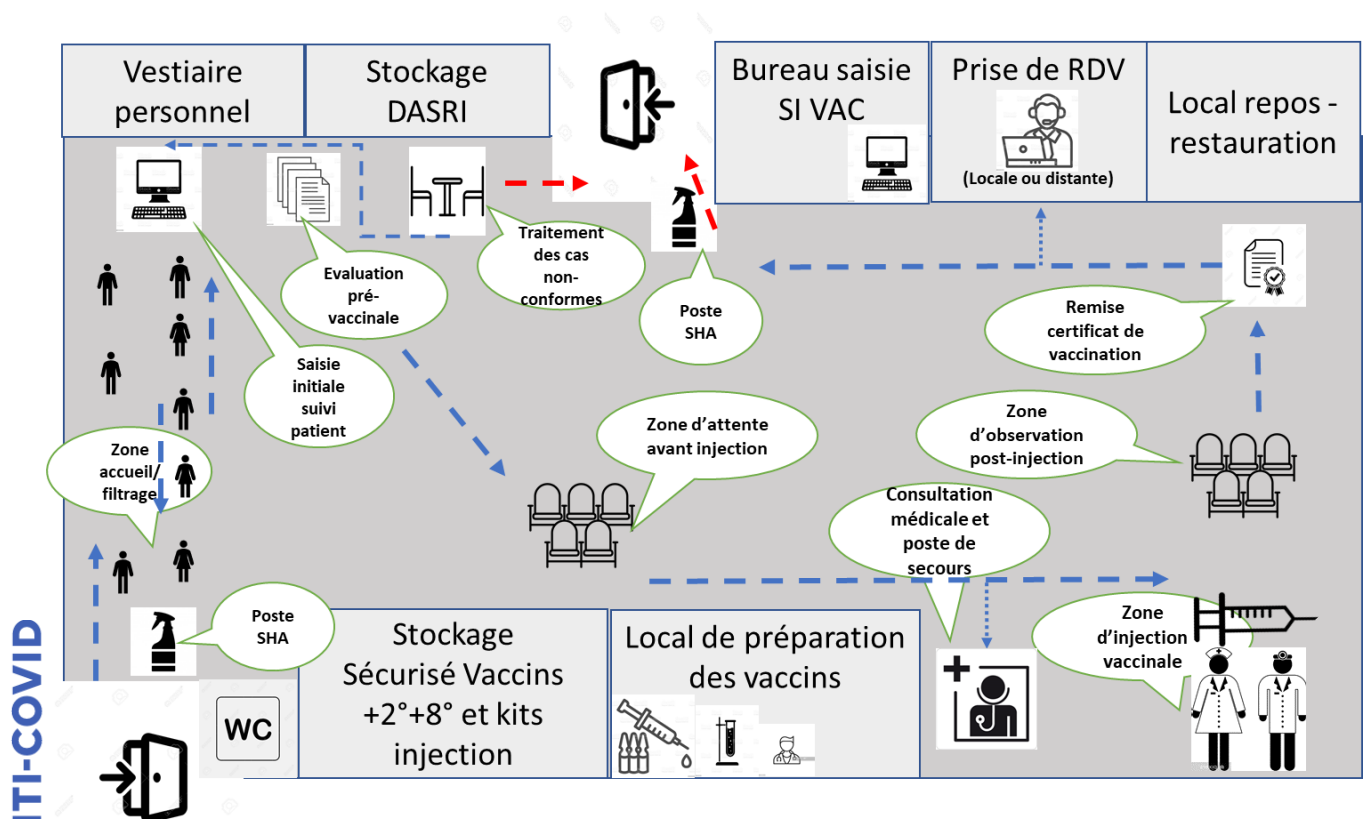 Vestiaire
personnel
Stockage
DASRI
Bureau saisie
SI VAC
Prise de RDV
(Locale ou distante)
Local repos -
restauration
Traitement
des cas
non-
conformes
Evaluation
pré-
vaccinale
Poste
SHA
Remise
certificat de
vaccination
Saisie
initiale
suivi
patient
Zone
accueil/
filtrage
Zone d'attente
avant injection
Zone
d'observation
post-injection
Consultation
médicale et
poste de
secours
Poste
SHA
Zone
d'injection
vaccinale
Stockage
Sécurisé Vaccins
+2°+8° et kits
injection
Local de préparation
des vaccins
WC
NTI-COVID